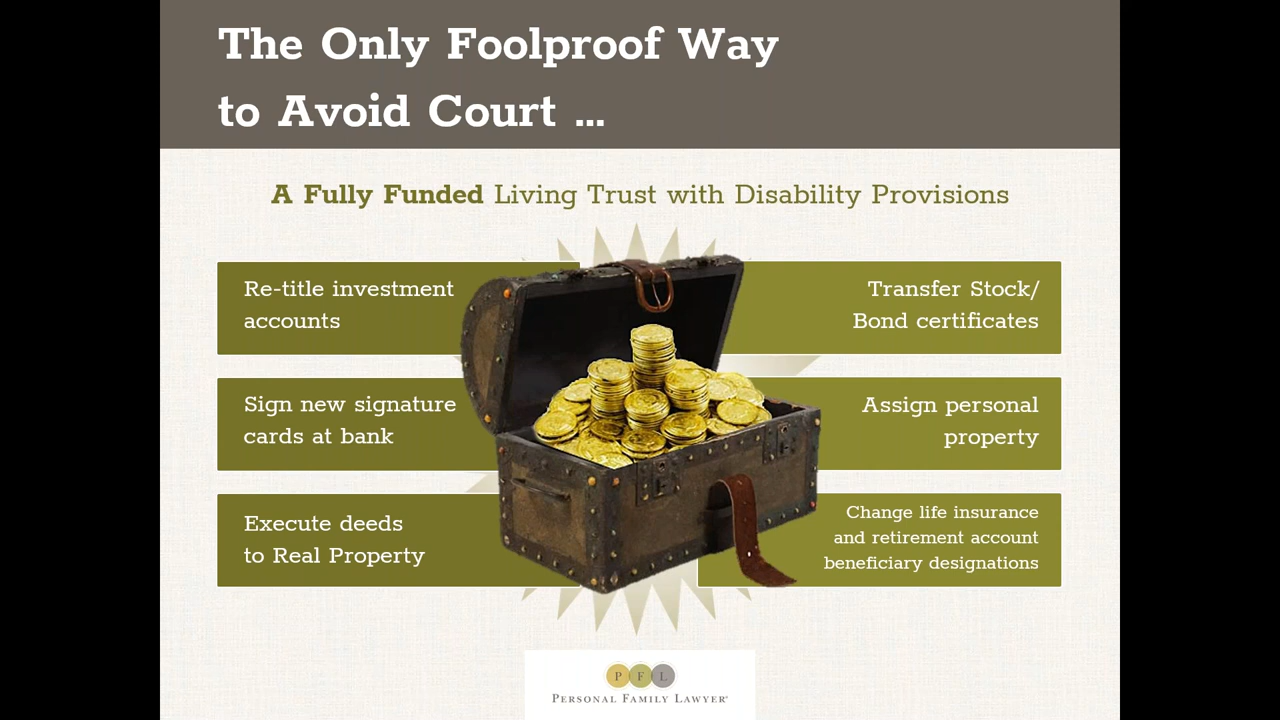 The Only Foolproof Way
to Avoid Court ...
A Fully Funded Living Trust with Disability Provisions
Re-title investment
accounts
Sign new signature
cards at bank
Execute deeds
to Real Property
Transfer Stock/
Bond certificates
Assign personal
property
Change life insurance
and retirement account
beneficiary designations
P F L
Personal Family Lawyer®